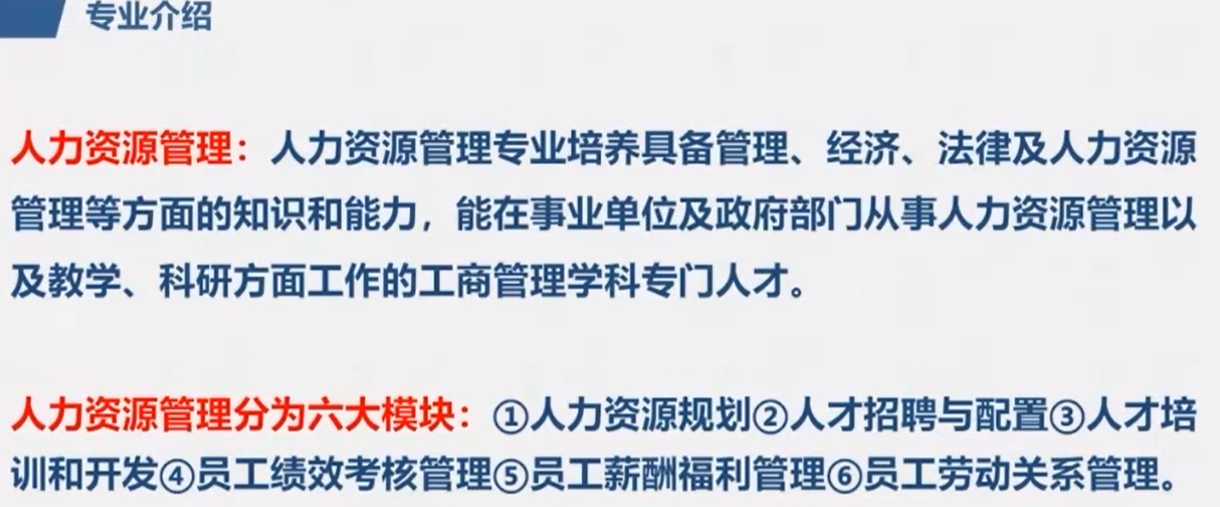 专业介绍
人力资源管理：人力资源管理专业培养具备管理、经济、法律及人力资源
管理等方面的知识和能力，能在事业单位及政府部门从事人力资源管理以
及教学、科研方面工作的工商管理学科专门人才。
人力资源管理分为六大模块：①人力资源规划②人才招聘与配置③人才培
训和开发④员工绩效考核管理⑤员工薪酬福利管理⑥员工劳动关系管理。